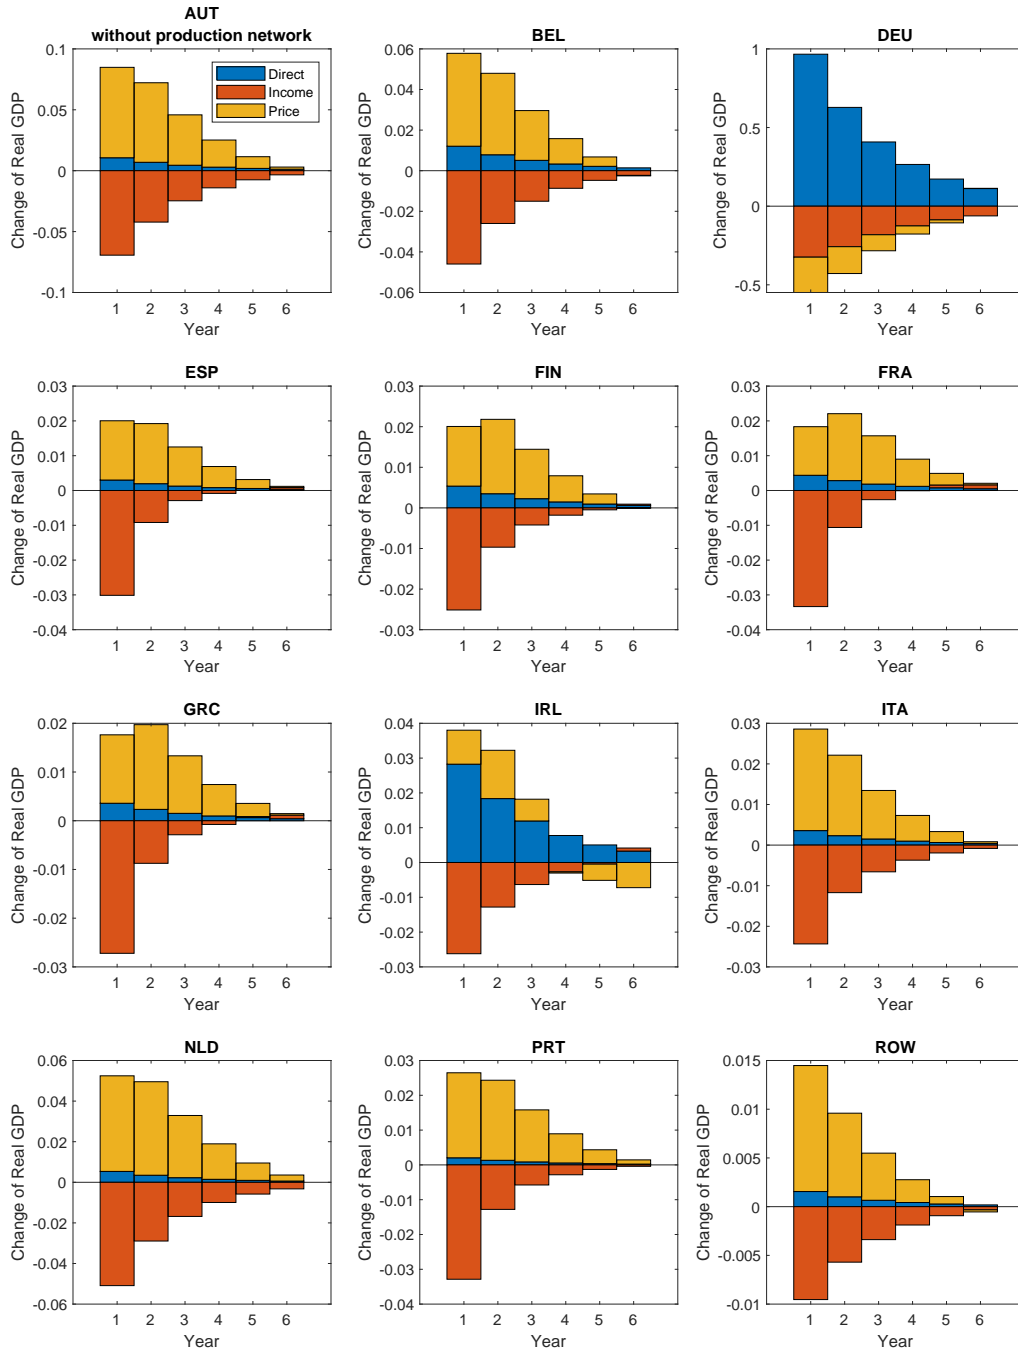 AUT
without production network
BEL
DEU
0.1
0.05
0
-0.05
-0.1
Change of Real GDP
1 2 3 4 5 6
Year
Direct
Income
Price
0.06
0.04
0.02
0
-0.02
-0.04
-0.06
Change of Real GDP
1 2 3 4 5 6
Year
1
0.5
0
-0.5
Change of Real GDP
1 2 3 4 5 6
Year
ESP
0.03
0.02
0.01
0
-0.01
-0.02
-0.03
-0.04
Change of Real GDP
1 2 3 4 5 6
Year
FIN
0.03
0.02
0.01
0
-0.01
-0.02
-0.03
Change of Real GDP
1 2 3 4 5 6
Year
FRA
0.03
0.02
0.01
0
-0.01
-0.02
-0.03
-0.04
Change of Real GDP
1 2 3 4 5 6
Year
GRC
0.02
0.01
0
-0.01
-0.02
-0.03
Change of Real GDP
1 2 3 4 5 6
Year
IRL
0.04
0.03
0.02
0.01
0
-0.01
-0.02
-0.03
Change of Real GDP
1 2 3 4 5 6
Year
ITA
0.03
0.02
0.01
0
-0.01
-0.02
-0.03
Change of Real GDP
1 2 3 4 5 6
Year
NLD
0.06
0.04
0.02
0
-0.02
-0.04
-0.06
Change of Real GDP
1 2 3 4 5 6
Year
PRT
0.03
0.02
0.01
0
-0.01
-0.02
-0.03
-0.04
Change of Real GDP
1 2 3 4 5 6
Year
ROW
0.015
0.01
0.005
0
-0.005
-0.01
Change of Real GDP
1 2 3 4 5 6
Year